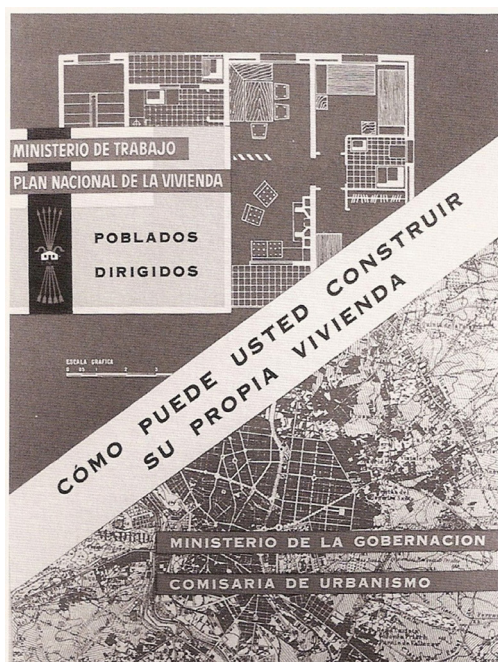 MINISTERIO DE TRABAJO
PLAN NACIONAL DE LA VIVIENDA
POBLADOS
DIRIGIDOS
ESCALA GRAFICA
CÓMO PUEDE USTED CONSTRUIR
SU PROPIA VIVIENDA
MINISTERIO DE LA GOBERNACION
COMISARIA DE URBANISMO